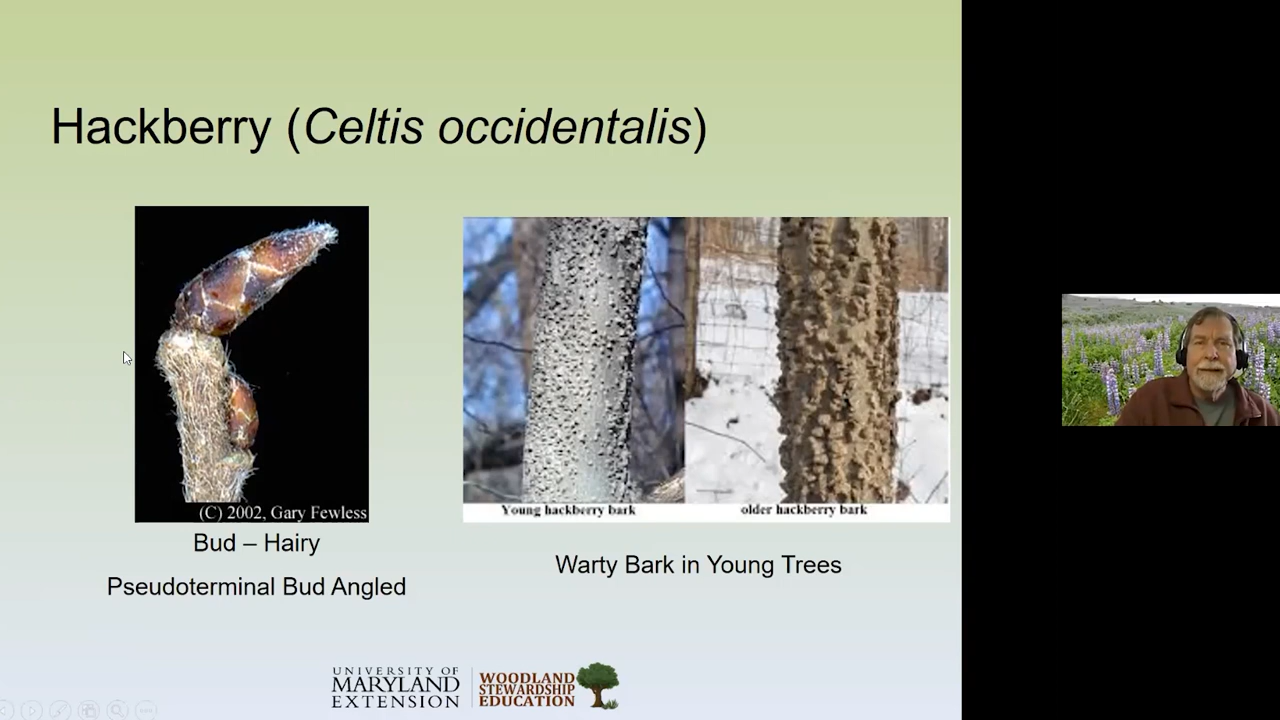 Hackberry (Celtis occidentalis)
(C) 2002, Gary Fewless
Bud – Hairy
Pseudoterminal Bud Angled
Young hackberry bark
older hackberry bark
Warty Bark in Young Trees
UNIVERSITY OF
MARYLAND
EXTENSION
WOODLAND
STEWARDSHIP
EDUCATION